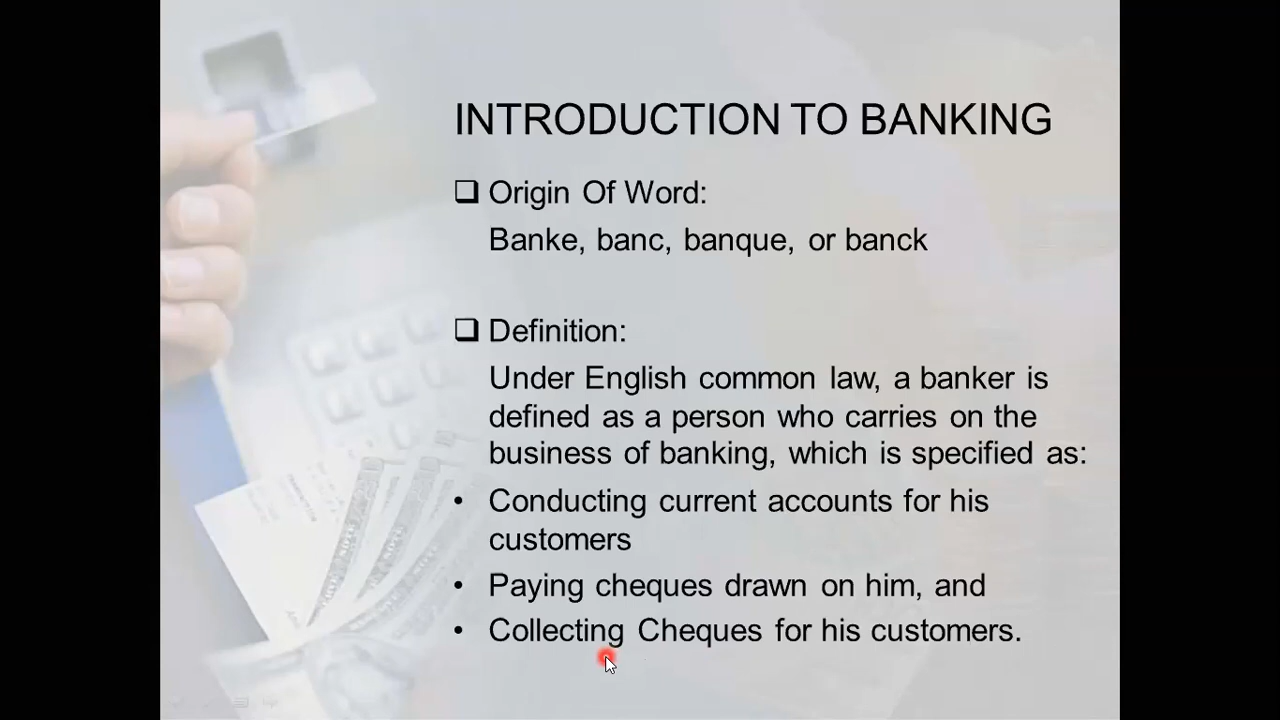 INTRODUCTION TO BANKING
❑ Origin Of Word:
Banke, banc, banque, or banck
❑ Definition:
Under English common law, a banker is
defined as a person who carries on the
business of banking, which is specified as:
• Conducting current accounts for his
customers
• Paying cheques drawn on him, and
• Collecting Cheques for his customers.